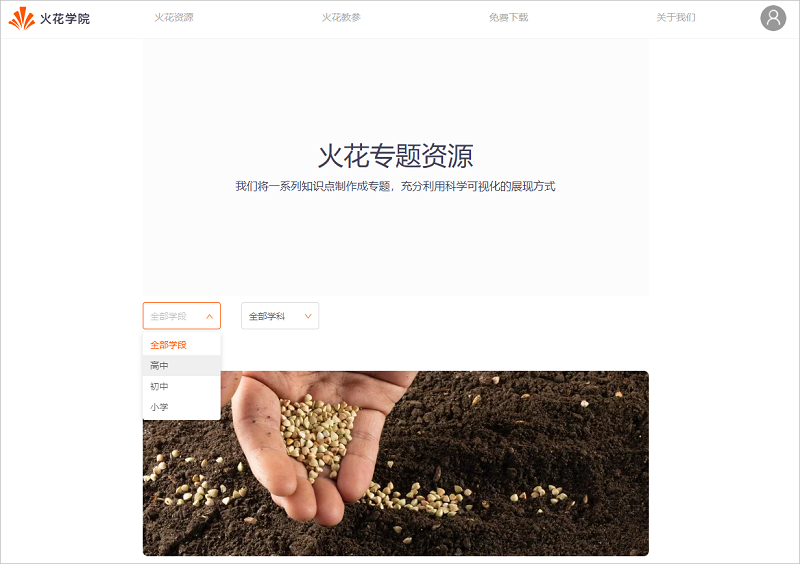 火花学院
火花资源
火花教参
免费下载
关于我们
火花专题资源
我们将一系列知识点制作成专题，充分利用科学可视化的展现方式
全部学段
全部学科
全部学段
高中
初中
小学